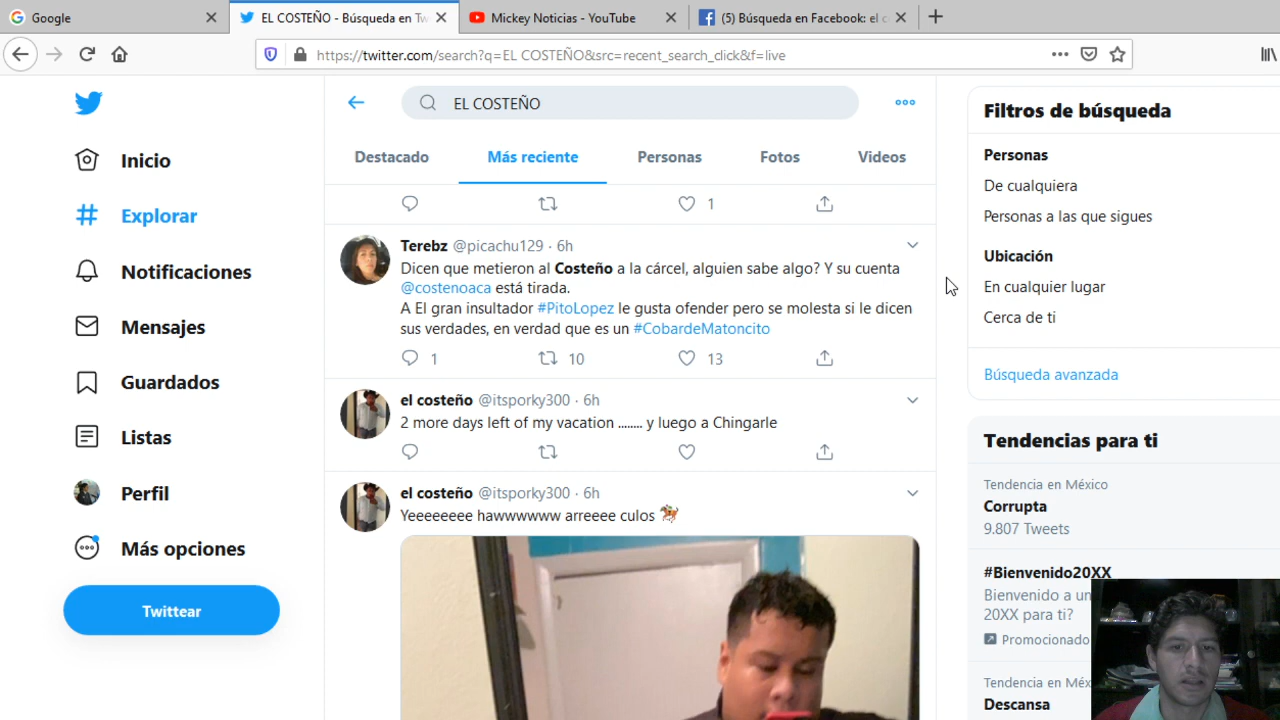 Google
EL COSTEÑO - Búsqueda en Tw
Mickey Noticias - YouTube
(5) Búsqueda en Facebook: el c
https://twitter.com/search?q=EL COSTEÑO&src=recent_search_click&f=live
EL COSTEÑO
Filtros de búsqueda
Inicio
Destacado
Más reciente
Personas
Fotos
Videos
Personas
De cualquiera
Explorar
1
Personas a las que sigues
Terebz @picachu129 · 6h
Ubicación
Notificaciones
Dicen que metieron al Costeño a la cárcel, alguien sabe algo? Y su cuenta
@costenoaca está tirada.
En cualquier lugar
A El gran insultador #PitoLopez le gusta ofender pero se molesta si le dicen
Cerca de ti
Mensajes
sus verdades, en verdad que es un #CobardeMatoncito
1
10
13
Búsqueda avanzada
Guardados
el costeño @itsporky300 · 6h
2 more days left of my vacation ........ y luego a Chingarle
Listas
Tendencias para ti
Tendencia en México
Perfil
el costeño @itsporky300 · 6h
Corrupta
Yeeeeeeee hawwwwww arreeee culos
9.807 Tweets
Más opciones
#Bienvenido20XX
Bienvenido a un
Twittear
20XX para ti?
Promocionado
Tendencia en Méx
Descansa